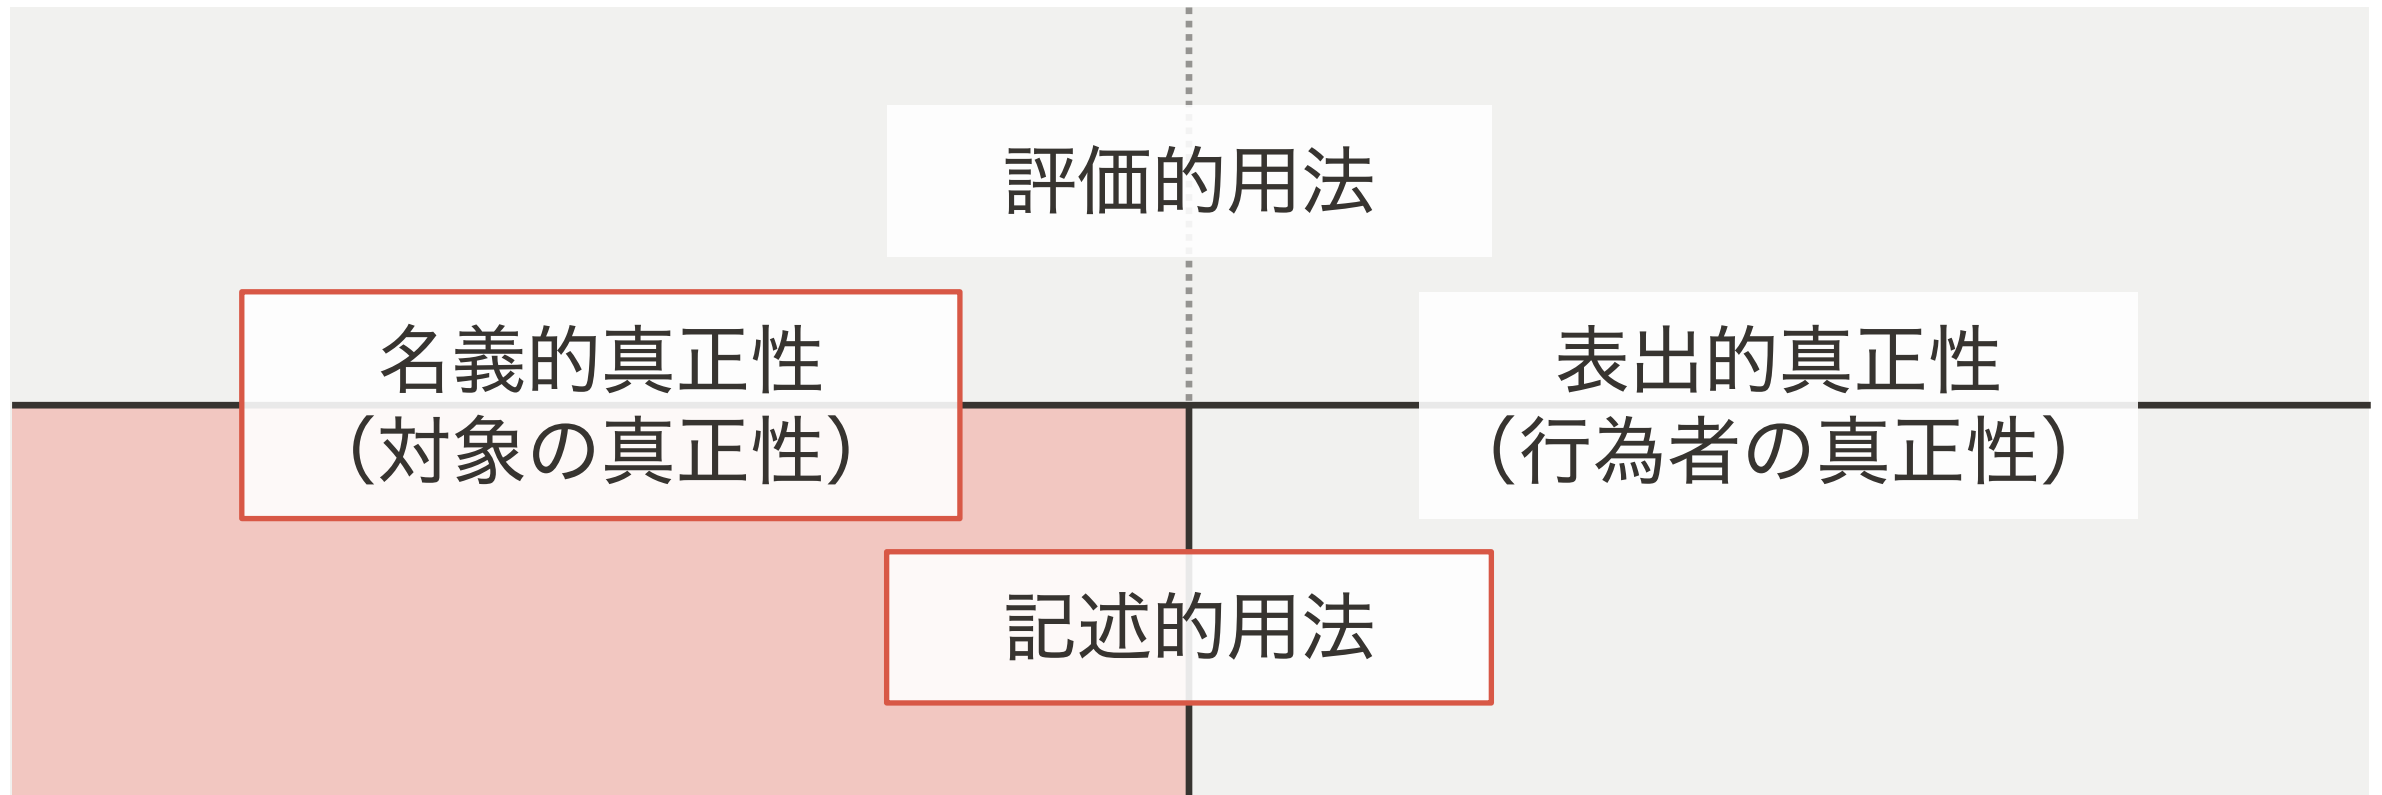 評価的用法
名義的真正性
（対象の真正性）
表出的真正性
（行為者の真正性）
記述的用法